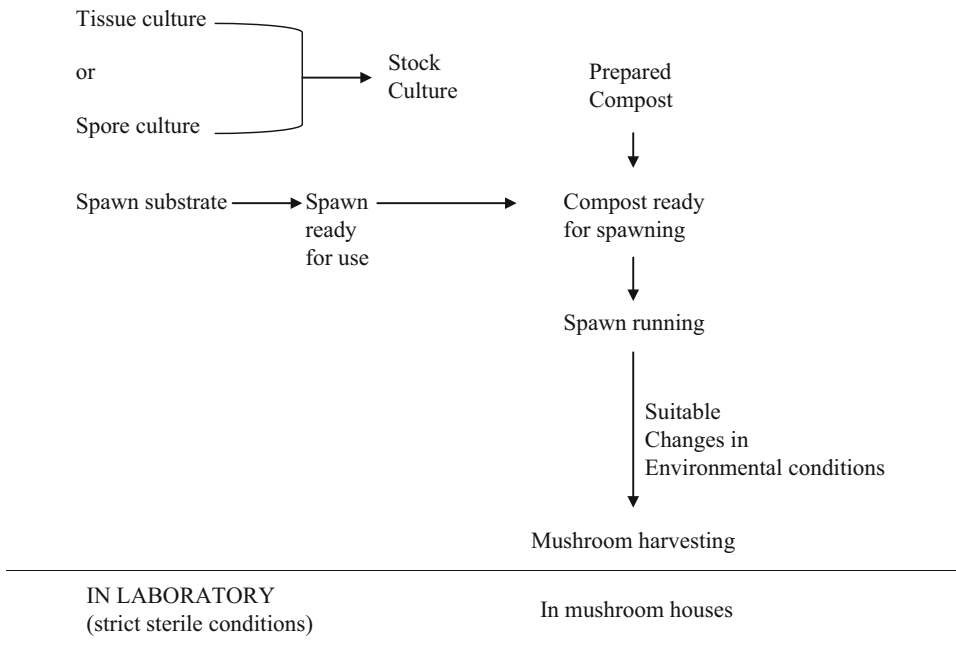 Tissue culture
or
Spore culture
Stock
Culture
Prepared
Compost
Spawn substrate
Spawn
ready
for use
Compost ready
for spawning
Spawn running
Suitable
Changes in
Environmental conditions
Mushroom harvesting
IN LABORATORY
(strict sterile conditions)
In mushroom houses